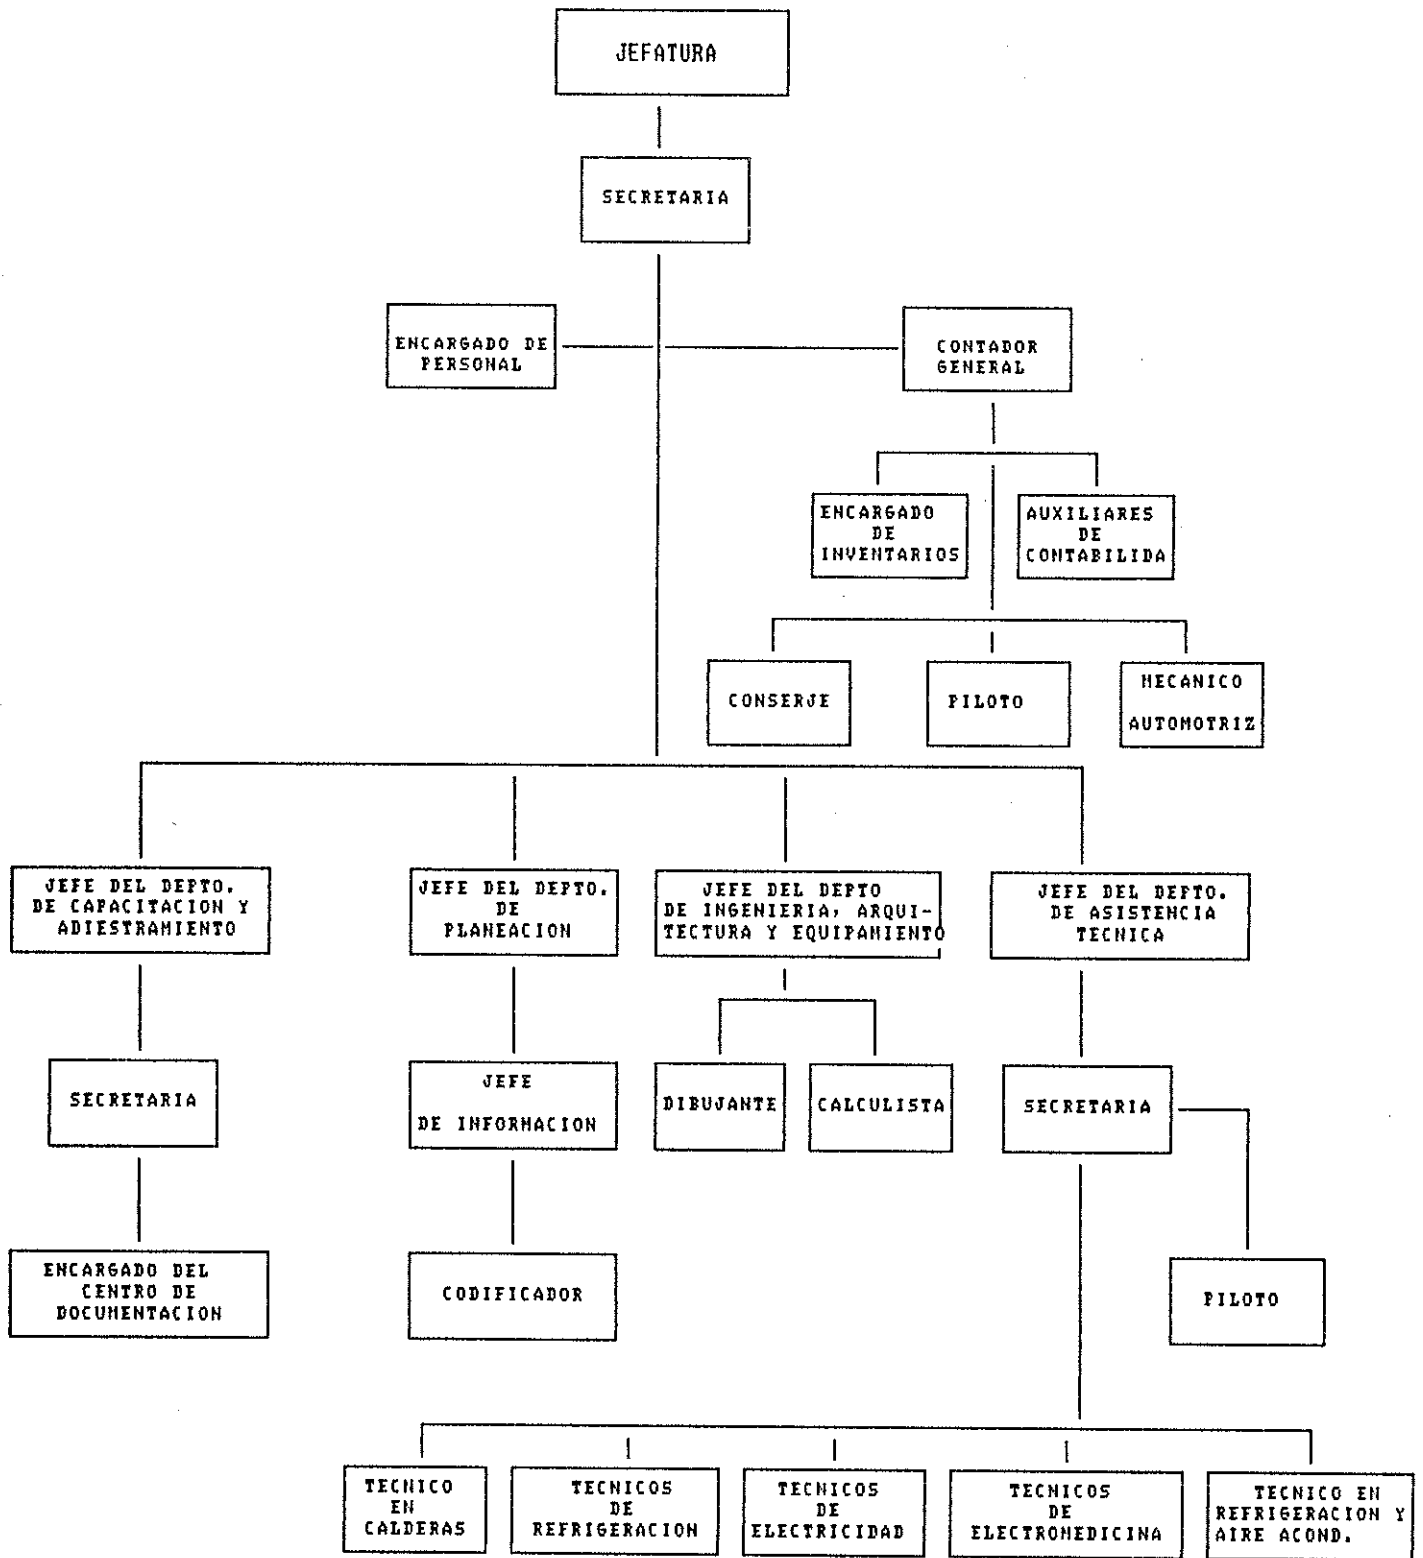 JEFATURA
SECRETARIA
ENCARGADO DE
PERSONAL
CONTADOR
GENERAL
ENCARGADO
DE
INVENTARIOS
AUXILIARES
DE
CONTABILIDA
CONSERJE
PILOTO
MECANICO
AUTOMOTRIZ
JEFE DEL DEPTO.
DE CAPACITACION Y
ADIESTRAMIENTO
JEFE DEL DEPTO.
DE
PLANEACION
JEFE DEL DEPTO
DE INGENIERIA, ARQUI-
TECTURA Y EQUIPAMIENTO
JEFE DEL DEPTO.
DE ASISTENCIA
TECNICA
SECRETARIA
JEFE
DE INFORMACION
DIBUJANTE
CALCULISTA
SECRETARIA
ENCARGADO DEL
CENTRO DE
DOCUMENTACION
CODIFICADOR
PILOTO
TECNICO
EN
CALDERAS
TECNICOS
DE
REFRIGERACION
TECNICOS
DE
ELECTRICIDAD
TECNICOS
DE
ELECTROMEDICINA
TECNICO EN
REFRIGERACION Y
AIRE ACOND.